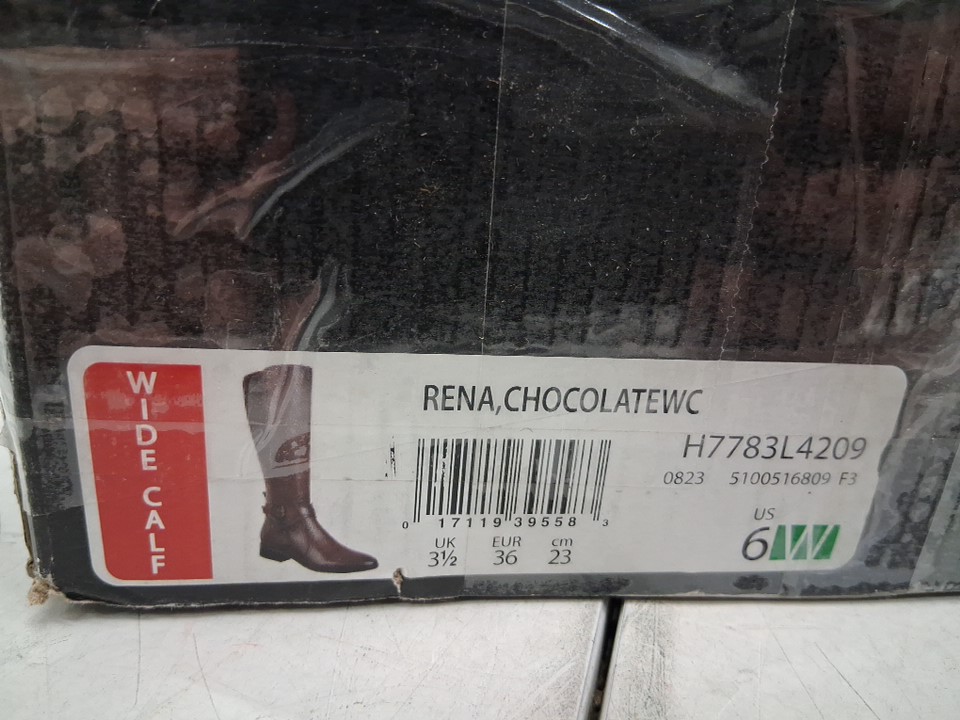 WIDE CALF
RENA,CHOCOLATEWC
H7783L4209
0823 5100516809 F3
0 17119 39558 3
UK EUR cm
3½ 36 23
US
6W